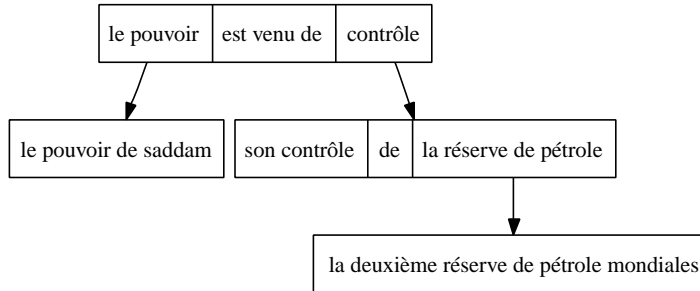 le pouvoir est venu de contrôle
le pouvoir de saddam son contrôle de la réserve de pétrole
la deuxième réserve de pétrole mondiales